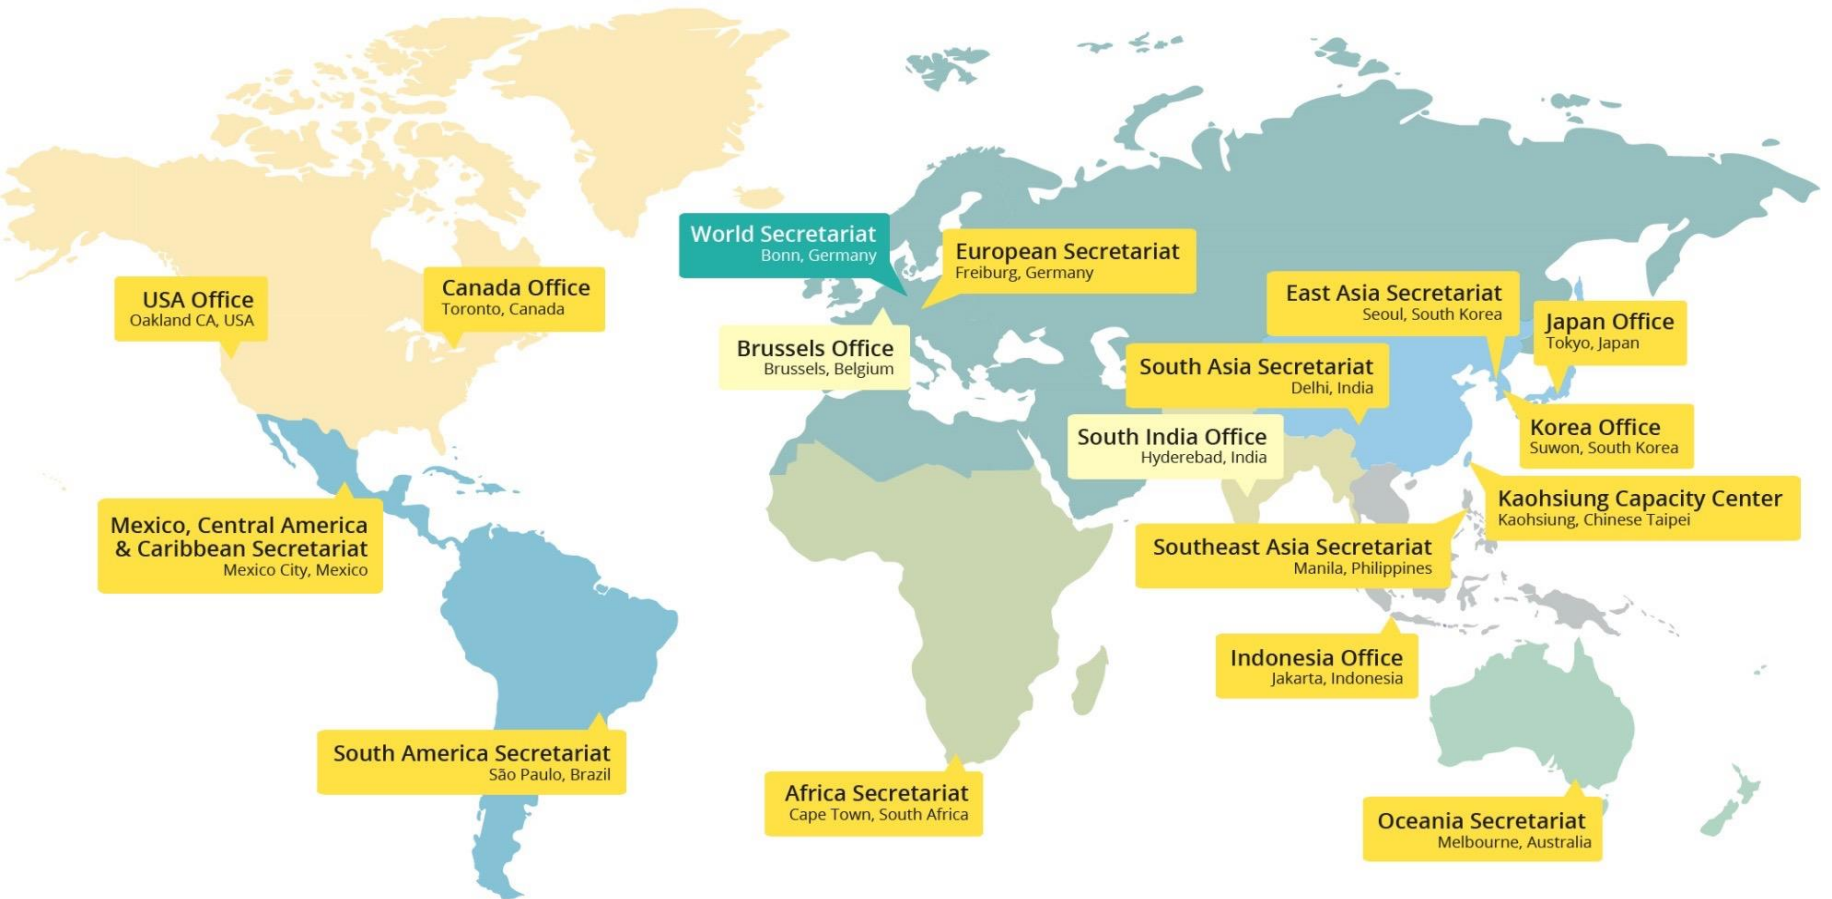 World Secretariat
Bonn, Germany
European Secretariat
Freiburg, Germany
USA Office
Oakland CA, USA
Canada Office
Toronto, Canada
East Asia Secretariat
Seoul, South Korea
Japan Office
Tokyo, Japan
Brussels Office
Brussels, Belgium
South Asia Secretariat
Delhi, India
South India Office
Hyderebad, India
Korea Office
Suwon, South Korea
Mexico, Central America
& Caribbean Secretariat
Mexico City, Mexico
Kaohsiung Capacity Center
Kaohsiung, Chinese Taipei
Southeast Asia Secretariat
Manila, Philippines
Indonesia Office
Jakarta, Indonesia
South America Secretariat
São Paulo, Brazil
Africa Secretariat
Cape Town, South Africa
Oceania Secretariat
Melbourne, Australia